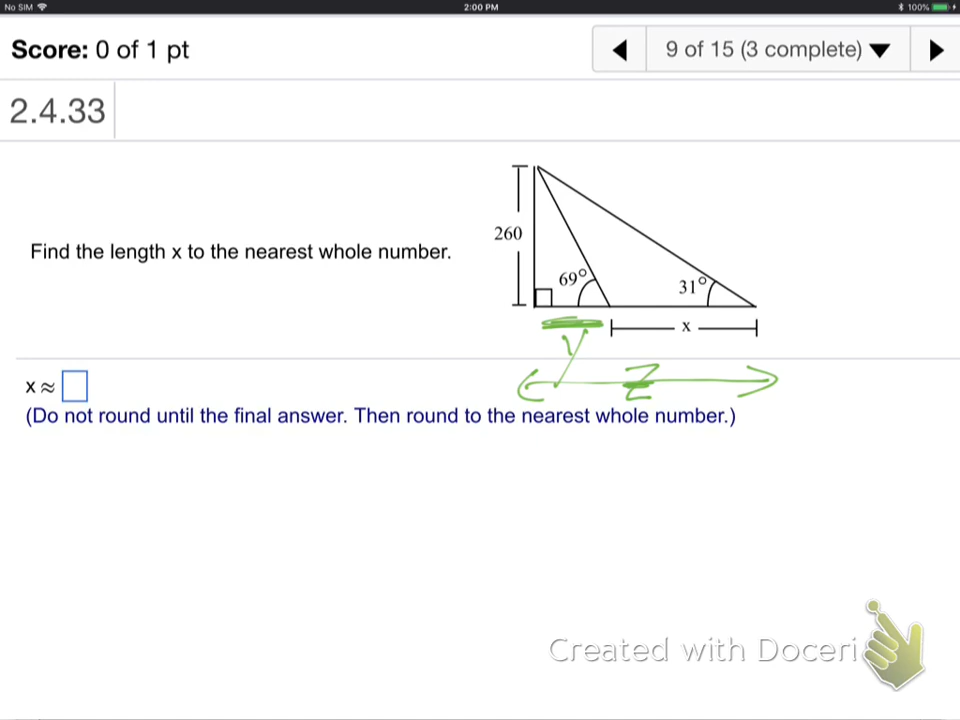 No SIM 2:00 PM 100%
Score: 0 of 1 pt 9 of 15 (3 complete)
2.4.33
260
Find the length x to the nearest whole number.
69° 31°
x
y
z
x ≈
(Do not round until the final answer. Then round to the nearest whole number.)
Created with Doceri